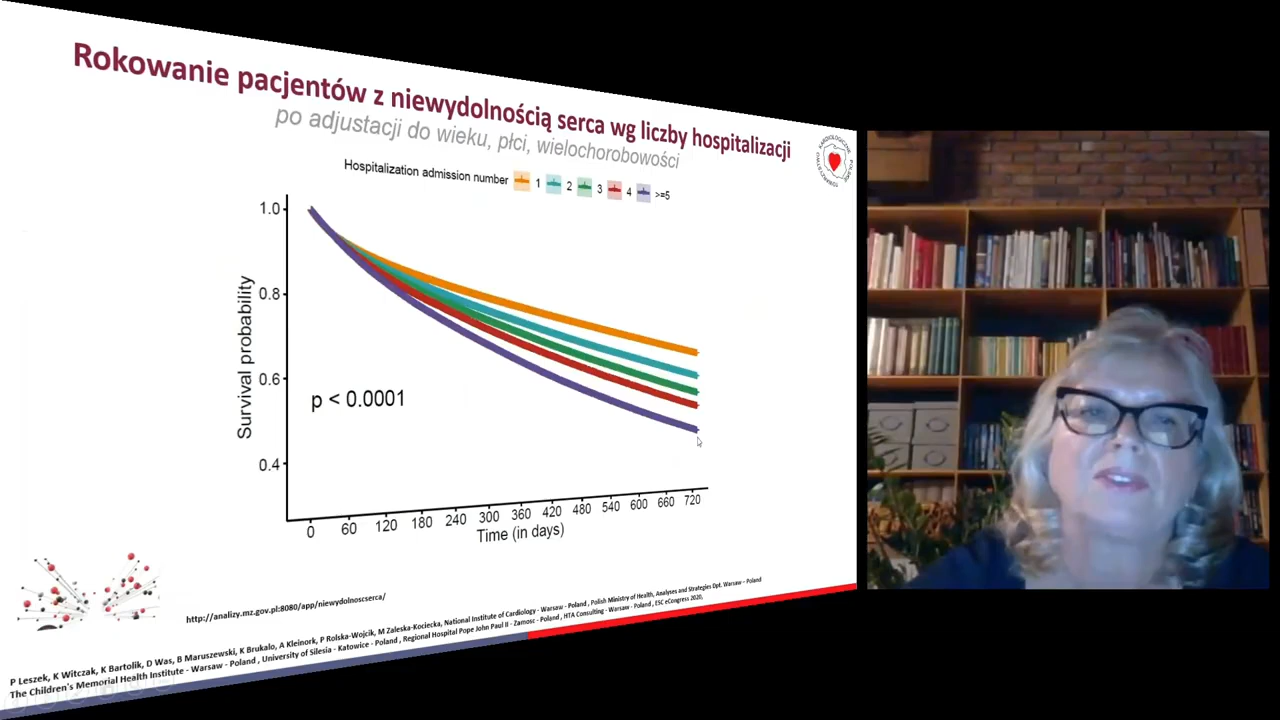 Rokowanie pacjentów z niewydolnością serca wg liczby hospitalizacji
po adjustacji do wieku, płci, wielochorobowości
Hospitalization admission number 1 2 3 4 >=5
POLSKIE TOWARZYSTWO KARDIOLOGICZNE
Survival probability
1.0
0.8
0.6
0.4
p < 0.0001
0 60 120 180 240 300 360 420 480 540 600 660 720
Time (in days)
http://analizy.mz.gov.pl:8080/app/niewydolnoscserca/
P Leszek, K Witczak, K Bartolik, D Was, B Maruszewski, K Brukalo, A Kleinork, P Rolska-Wojcik, M Zaleska-Kociecka, National Institute of Cardiology - Warsaw - Poland , Polish Ministry of Health, Analyses and Strategies Dpt. Warsaw - Poland
The Children's Memorial Health Institute - Warsaw - Poland , University of Silesia - Katowice - Poland , Regional Hospital Pope John Paul II - Zamosc - Poland , HTA Consulting - Warsaw - Poland , ESC eCongress 2020,